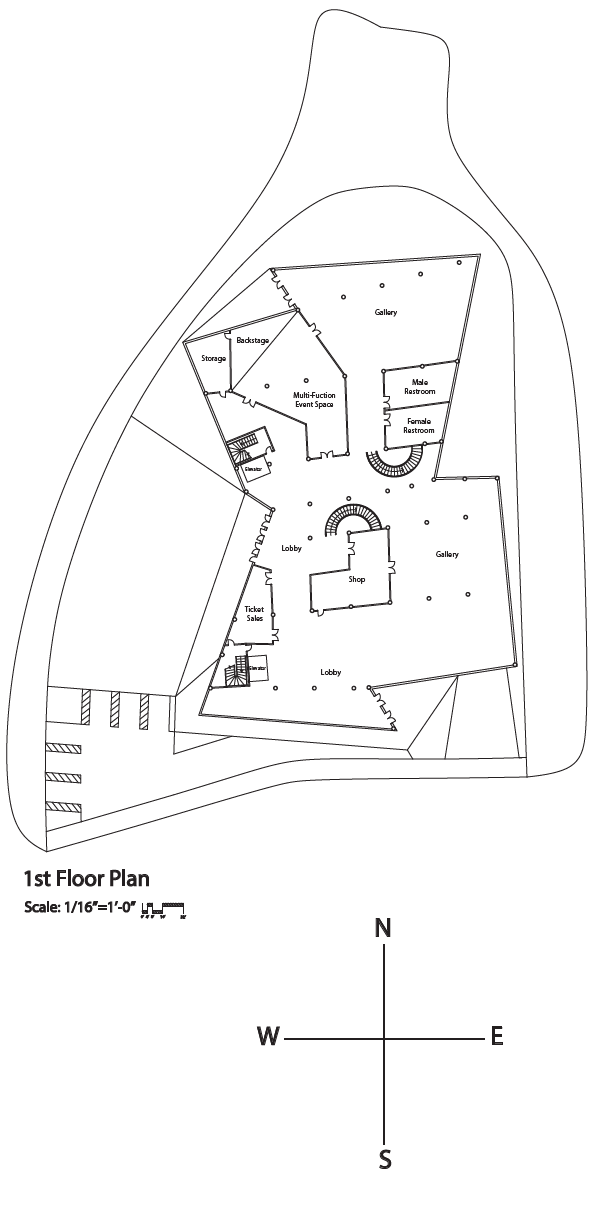 Gallery
Backstage
Storage
Male
Restroom
Multi-Fuction
Event Space
Female
Restroom
Elevator
Lobby
Gallery
Shop
Ticket
Sales
Elevator
Lobby
1st Floor Plan
Scale: 1/16"=1'-0"
N
W
E
S